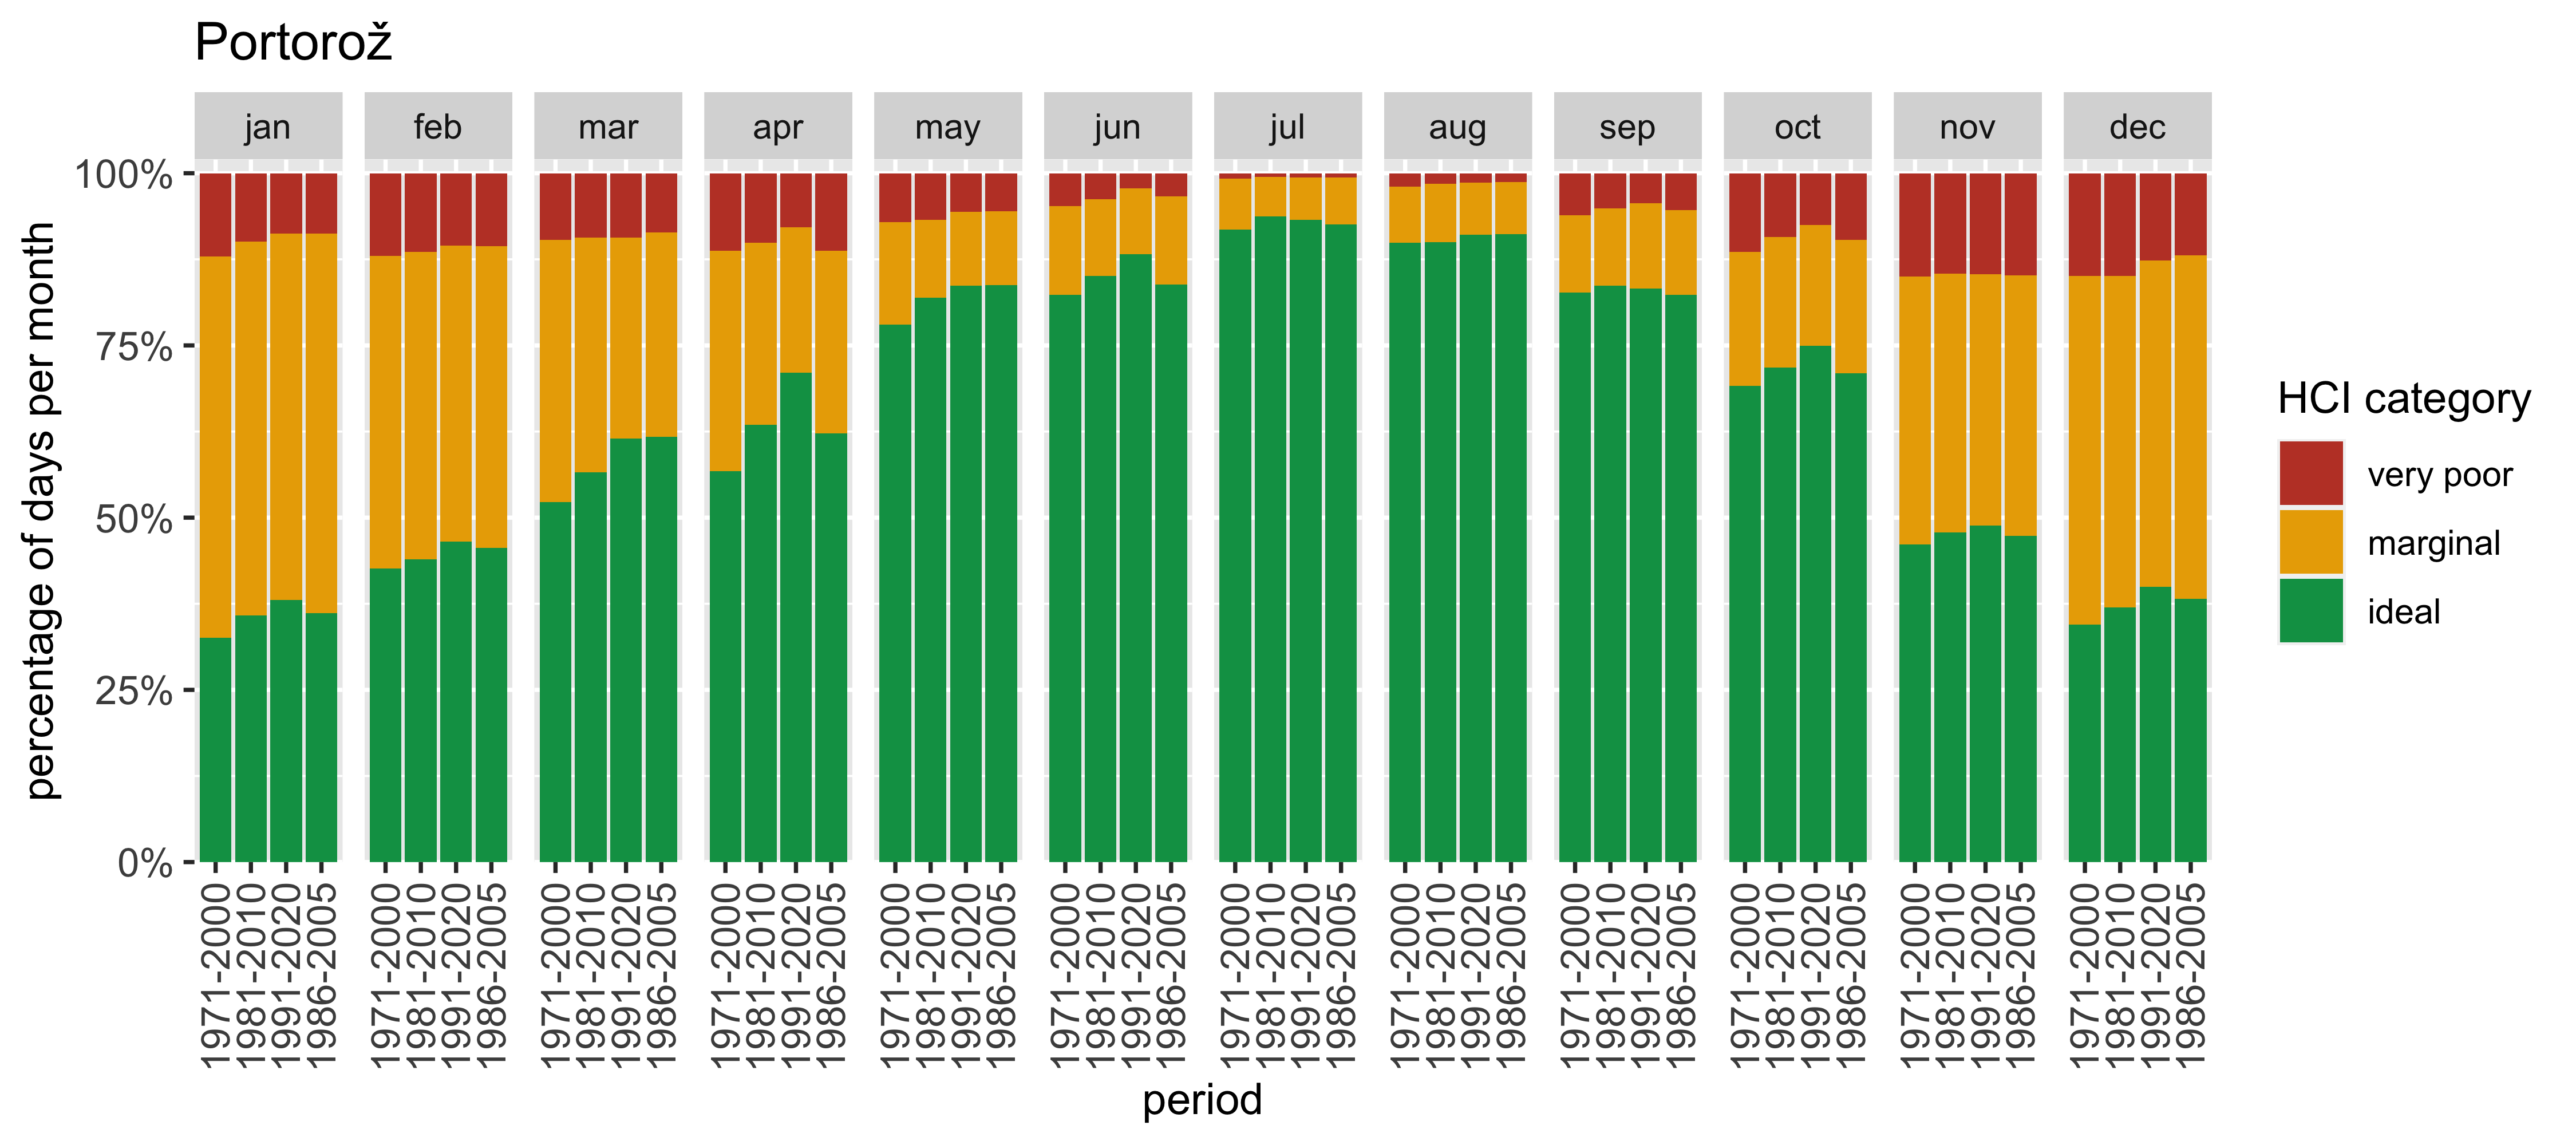 Portorož
jan feb mar apr may jun jul aug sep oct nov dec
percentage of days per month
100%
75%
50%
25%
0%
1971-2000 1981-2010 1991-2020 1986-2005 1971-2000 1981-2010 1991-2020 1986-2005 1971-2000 1981-2010 1991-2020 1986-2005 1971-2000 1981-2010 1991-2020 1986-2005 1971-2000 1981-2010 1991-2020 1986-2005 1971-2000 1981-2010 1991-2020 1986-2005 1971-2000 1981-2010 1991-2020 1986-2005 1971-2000 1981-2010 1991-2020 1986-2005 1971-2000 1981-2010 1991-2020 1986-2005 1971-2000 1981-2010 1991-2020 1986-2005 1971-2000 1981-2010 1991-2020 1986-2005 1971-2000 1981-2010 1991-2020 1986-2005
period
HCI category
very poor
marginal
ideal